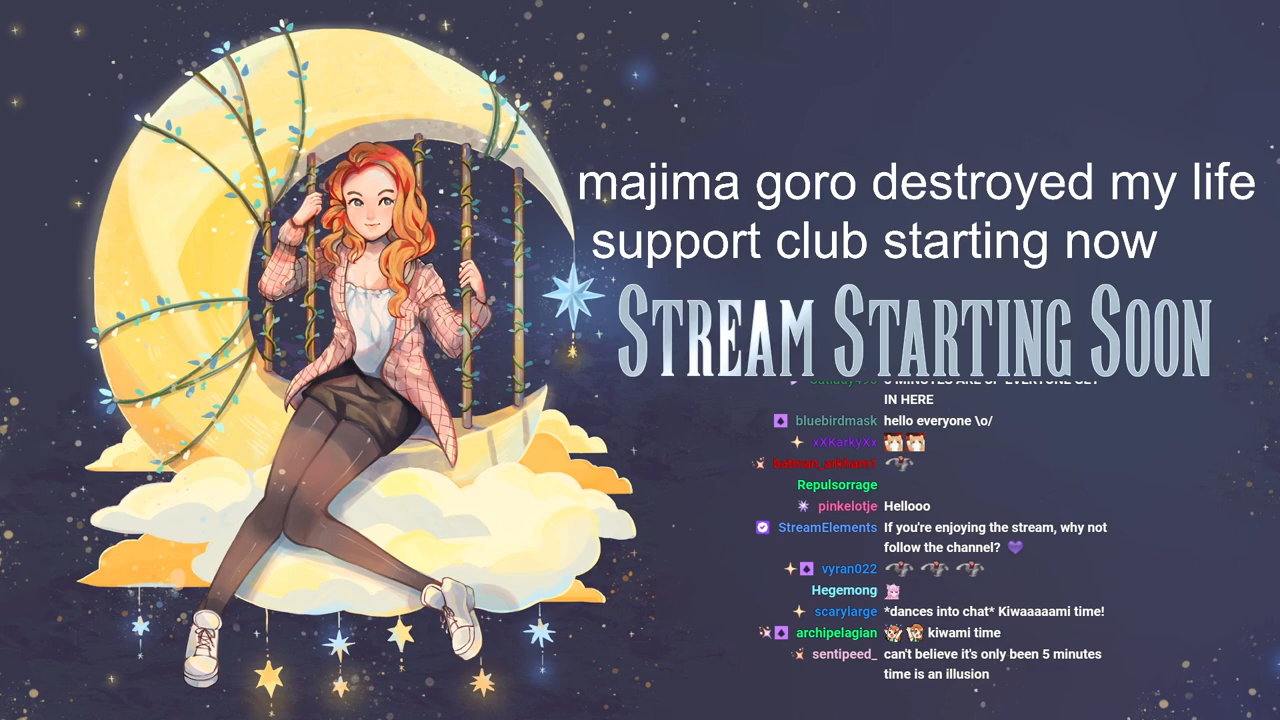 majima goro destroyed my life
support club starting now
STREAM STARTING SOON
IN HERE
bluebirdmask hello everyone \o/
xXKarkyXx
batman_arkham1
Repulsorrage
pinkelotje Hellooo
StreamElements If you're enjoying the stream, why not
follow the channel?
vyran022
Hegemong
scarylarge *dances into chat* Kiwaaaaami time!
archipelagian kiwami time
sentipeed_ can't believe it's only been 5 minutes
time is an illusion